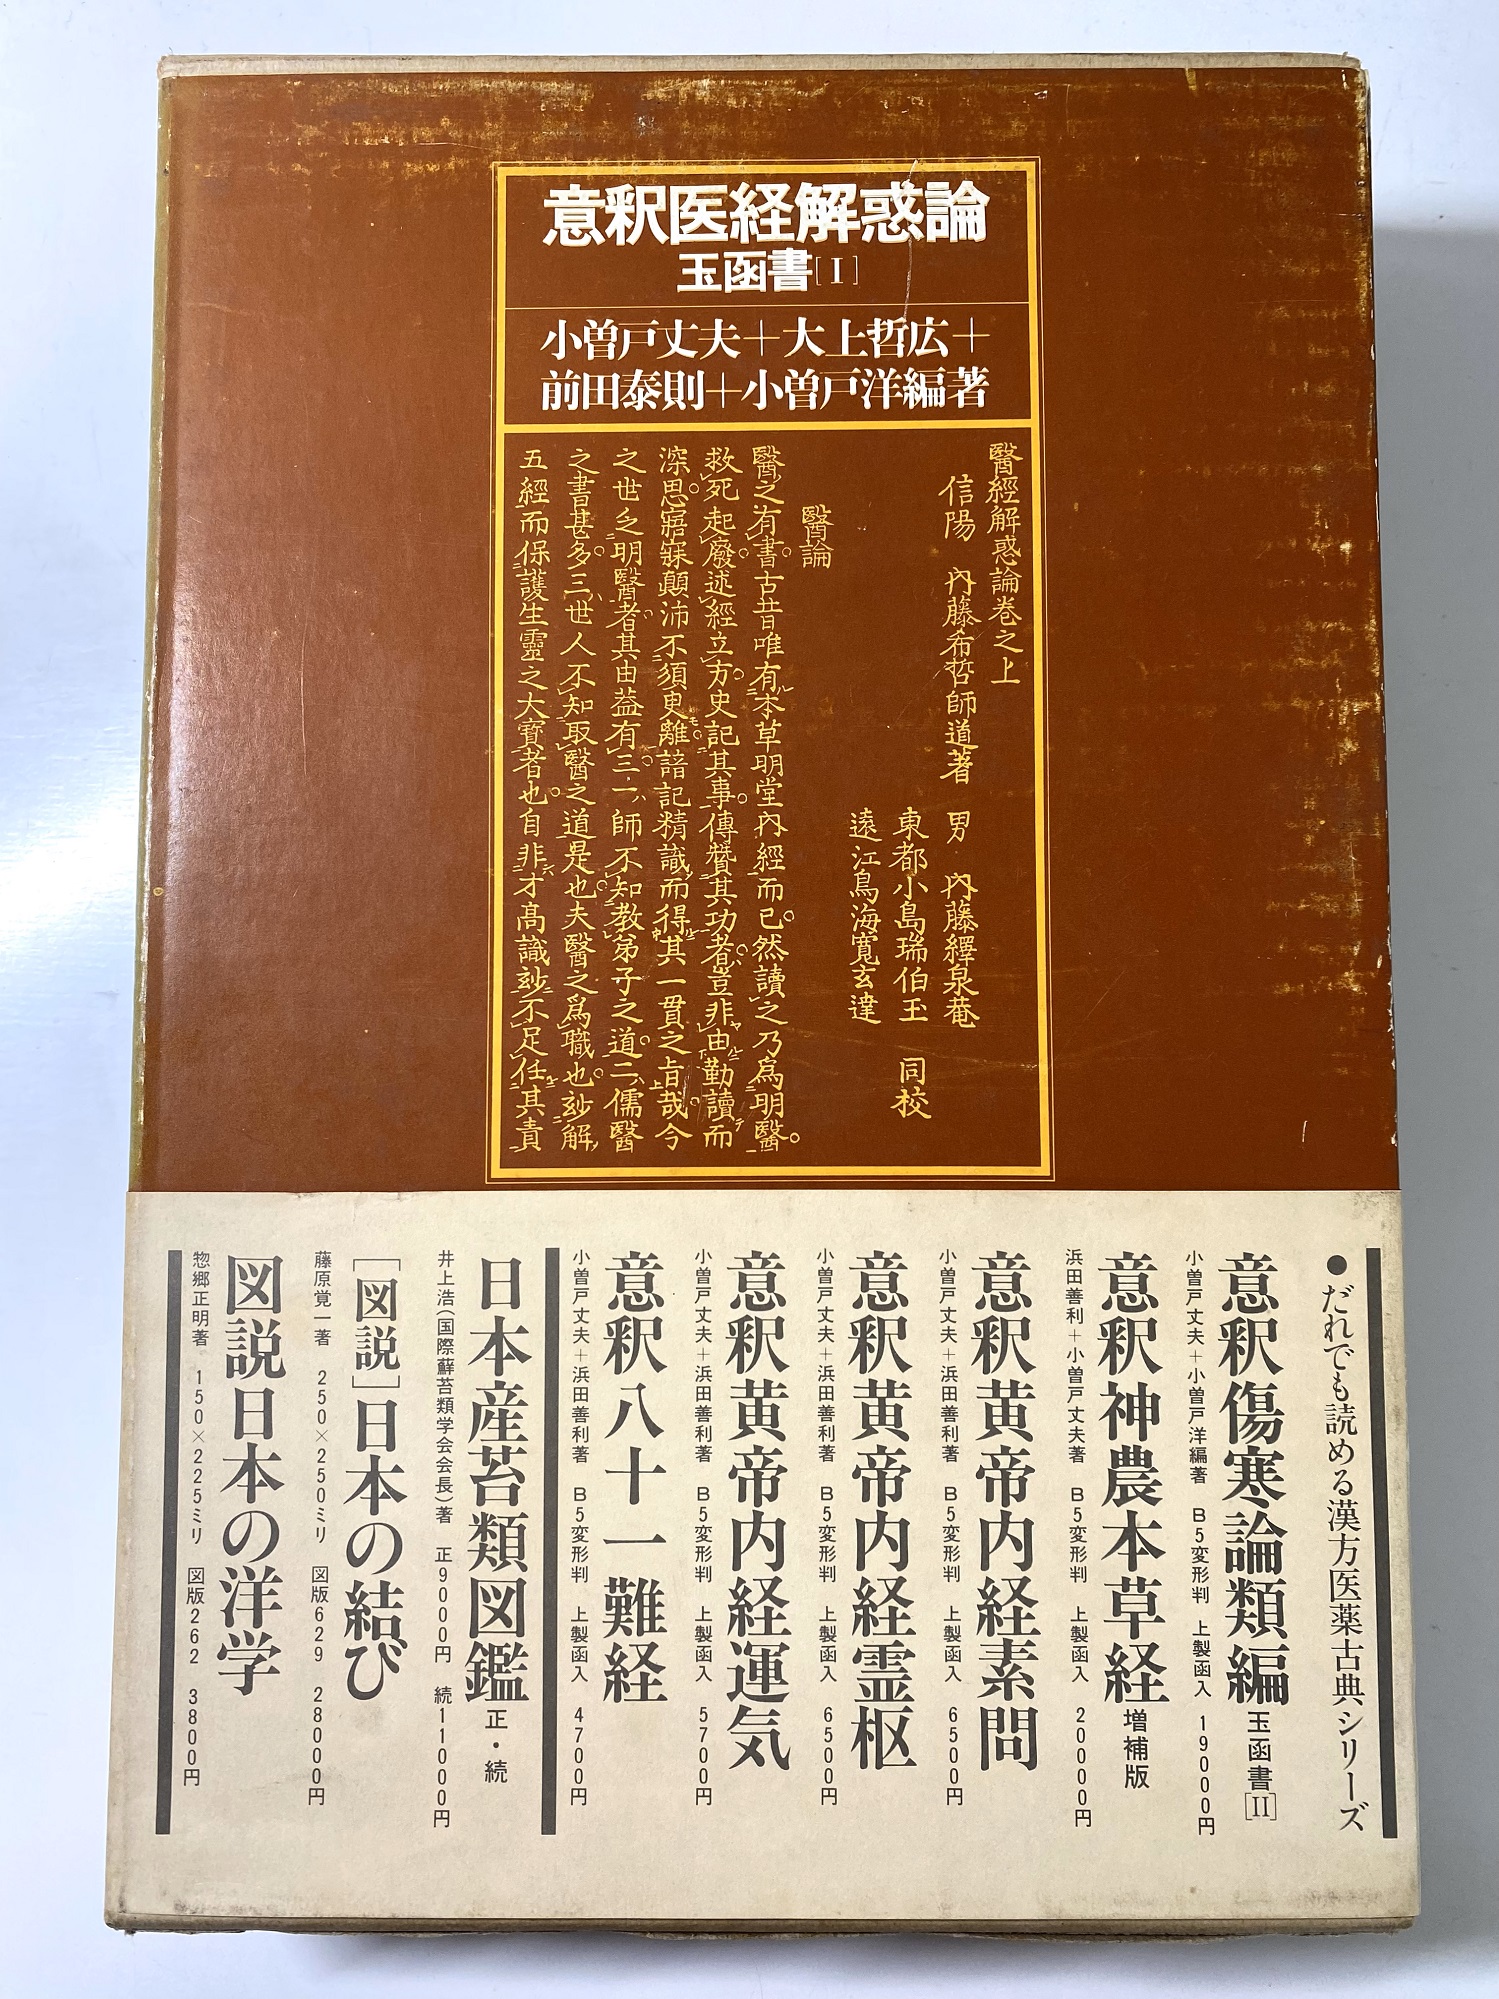 意釈医経解惑論
玉函書[I]
小曽戸丈夫+大上哲広+
前田泰則+小曽戸洋編著
醫經解惑論卷之上
信陽 内藤希哲師道著 男 内藤繹泉菴
東都小島瑞伯玉 同校
遠江鳥海寛玄達
醫論
醫之有書古昔唯有本草明堂内經而已然讀之乃爲明醫
救死起廢述經立方史記其事傳贊其功者豈非由勤讀而
深思寤寐顛沛不須臾離諳記精識而得其一貫之旨哉今
之世之明醫者其由益有三一師不知教弟子之道二儒醫
之書甚多三世人不知取醫之道是也夫醫之爲職也玅解
五經而保護生靈之大寶者也自非才高識玅不足任其責
●だれでも読める漢方医薬古典シリーズ
意釈傷寒論類編 玉函書[II]
小曽戸丈夫+小曽戸洋編著 B5変形判 上製函入 19000円
意釈神農本草経 増補版
浜田善利+小曽戸丈夫著 B5変形判 上製函入 20000円
意釈黄帝内経素問
小曽戸丈夫+浜田善利著 B5変形判 上製函入 6500円
意釈黄帝内経霊枢
小曽戸丈夫+浜田善利著 B5変形判 上製函入 6500円
意釈黄帝内経運気
小曽戸丈夫+浜田善利著 B5変形判 上製函入 5700円
意釈八十一難経
小曽戸丈夫+浜田善利著 B5変形判 上製函入 4700円
日本産苔類図鑑 正・続
井上浩(国際蘚苔類学会会長)著 正9000円 続11000円
[図説]日本の結び
藤原覚一著 250×250ミリ 図版629 28000円
図説日本の洋学
惣郷正明著 150×225ミリ 図版262 3800円